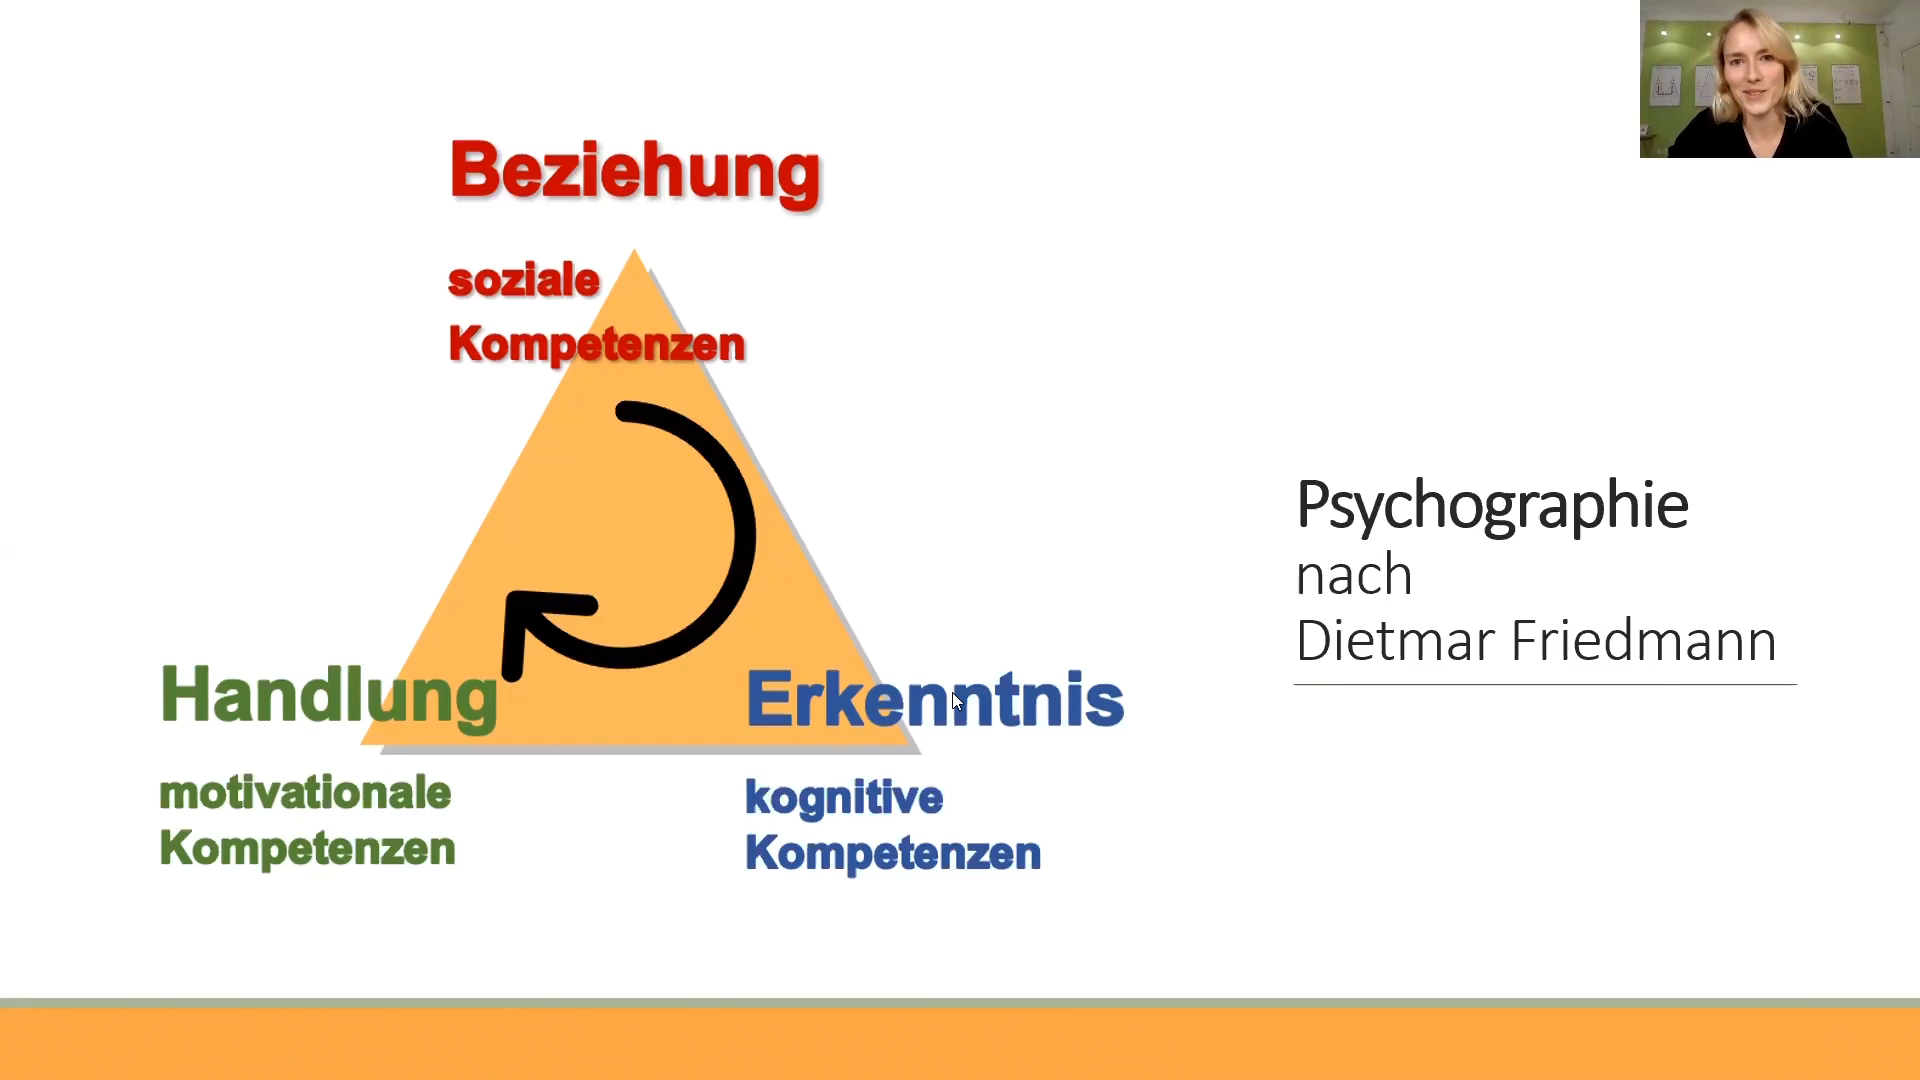 Beziehung
soziale
Kompetenzen
Handlung
motivationale
Kompetenzen
Erkenntnis
kognitive
Kompetenzen
Psychographie
nach
Dietmar Friedmann